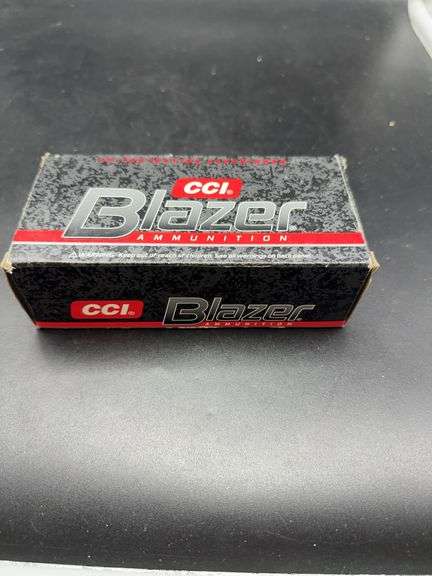 CCI®
Blazer
AMMUNITION
⚠ WARNING: Keep out of reach of children. See warnings on back panel.
CCI®
Blazer®
AMMUNITION